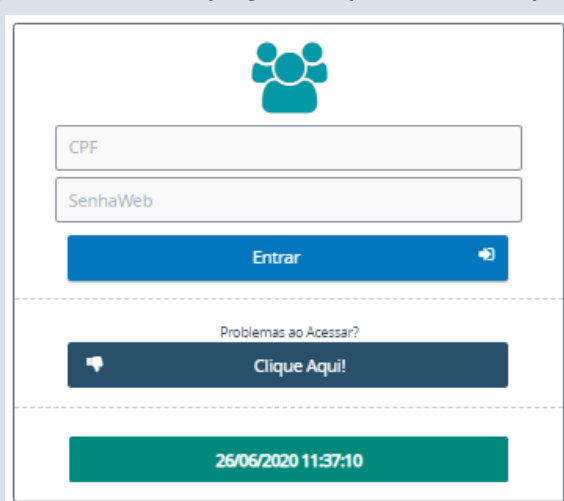 CPF
SenhaWeb
Entrar
Problemas ao Acessar?
Clique Aqui!
26/06/2020 11:37:10